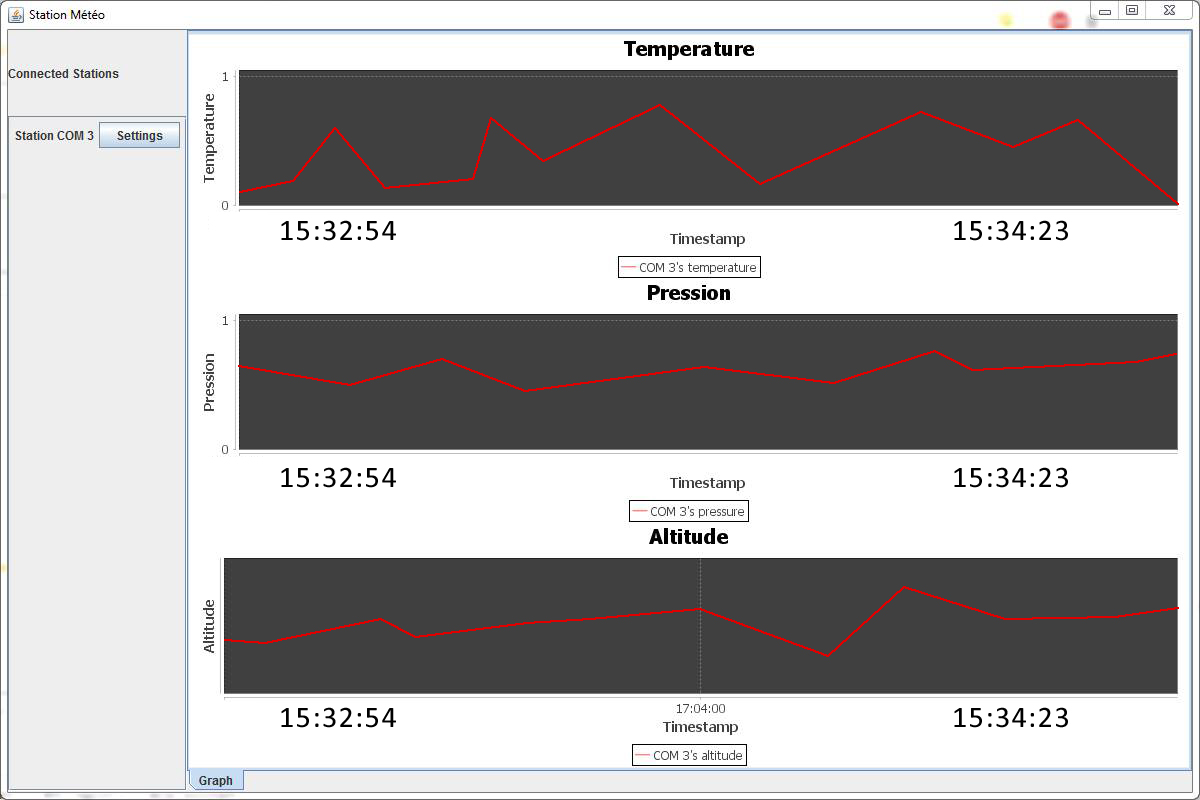 Station Météo
Connected Stations
Station COM 3
Settings
Temperature
1
Temperature
0
15:32:54
15:34:23
Timestamp
COM 3's temperature
Pression
1
Pression
0
15:32:54
15:34:23
Timestamp
COM 3's pressure
Altitude
Altitude
17:04:00
15:32:54
15:34:23
Timestamp
COM 3's altitude
Graph